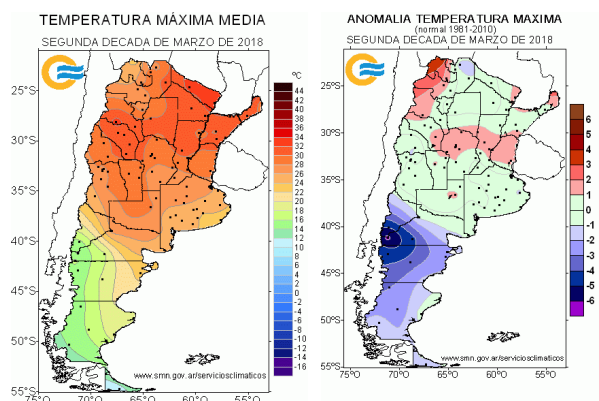 TEMPERATURA MÁXIMA MEDIA
SEGUNDA DECADA DE MARZO DE 2018
25°S
30°S
35°S
40°S
45°S
50°S
55°S
75°W 70°W 65°W 60°W 55°W
°C
44
42
40
38
36
34
32
30
28
26
24
22
20
18
16
14
12
10
8
6
4
2
0
-2
-4
-6
-8
-10
-12
-14
-16
www.smn.gov.ar/serviciosclimaticos
ANOMALIA TEMPERATURA MAXIMA
(normal 1981-2010)
SEGUNDA DECADA DE MARZO DE 2018
25°S
30°S
35°S
40°S
45°S
50°S
55°S
75°W 70°W 65°W 60°W 55°W
6
5
4
3
2
1
-1
-2
-3
-4
-5
-6
www.smn.gov.ar/serviciosclimaticos